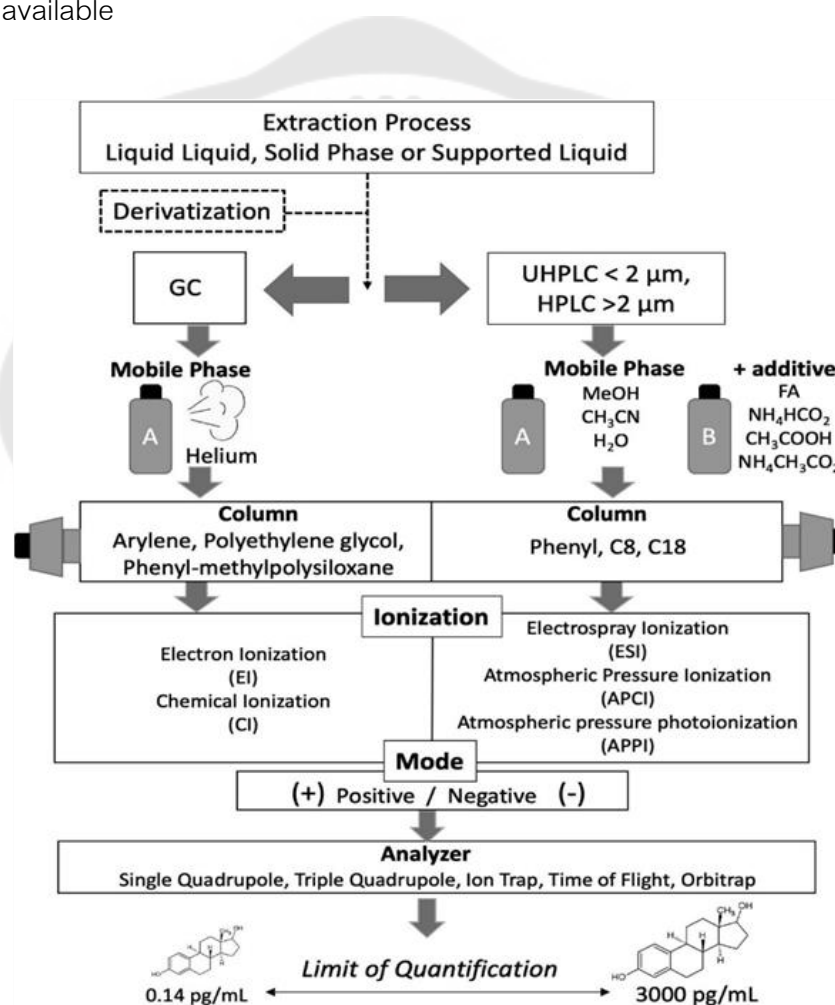 available
Extraction Process
Liquid Liquid, Solid Phase or Supported Liquid
Derivatization
GC
UHPLC < 2 μm,
HPLC >2 μm
Mobile Phase
A
Helium
Mobile Phase
A
MeOH
CH₃CN
H₂O
B
+ additive
FA
NH₄HCO₂
CH₃COOH
NH₄CH₃CO₂
Column
Arylene, Polyethylene glycol,
Phenyl-methylpolysiloxane
Column
Phenyl, C8, C18
Ionization
Electron Ionization
(EI)
Chemical Ionization
(CI)
Electrospray Ionization
(ESI)
Atmospheric Pressure Ionization
(APCI)
Atmospheric pressure photoionization
(APPI)
Mode
(+) Positive / Negative (-)
Analyzer
Single Quadrupole, Triple Quadrupole, Ion Trap, Time of Flight, Orbitrap
CH₃
OH
H
H
H
HO
Limit of Quantification
CH₃
OH
H
H
H
HO
0.14 pg/mL
3000 pg/mL